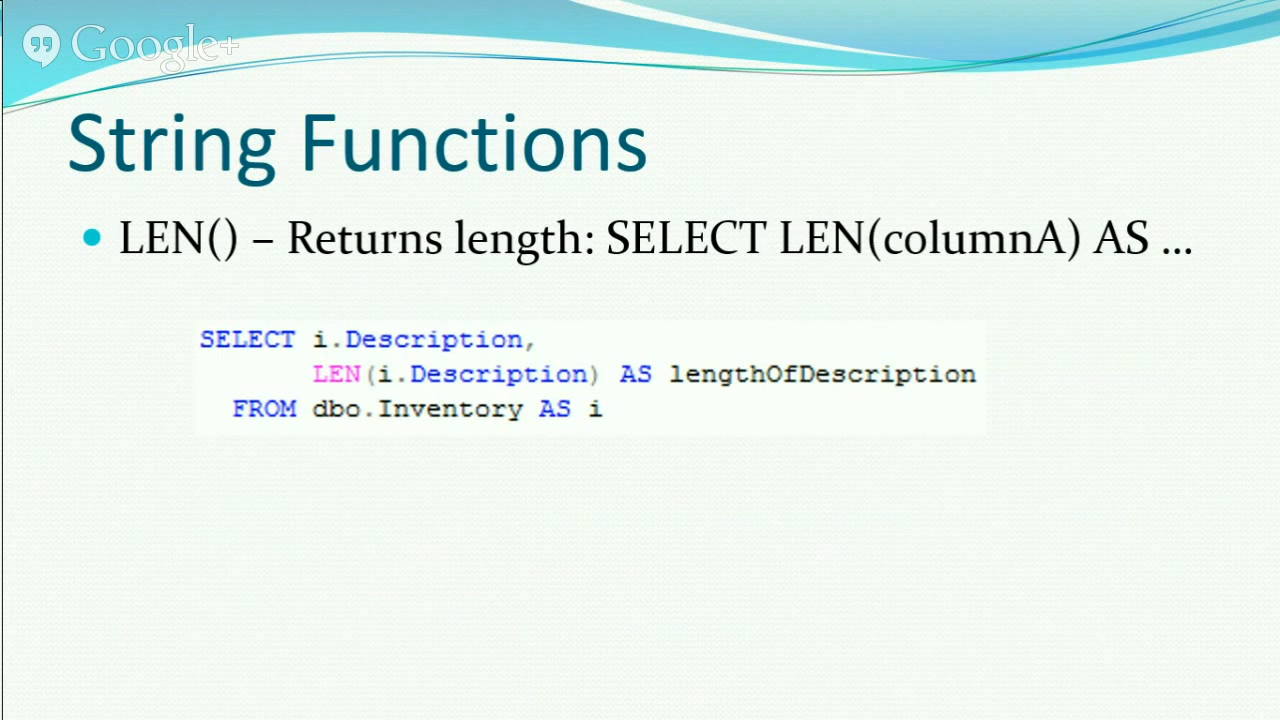 Google+
String Functions
• LEN() – Returns length: SELECT LEN(columnA) AS ...
SELECT i.Description,
LEN(i.Description) AS lengthOfDescription
FROM dbo.Inventory AS i